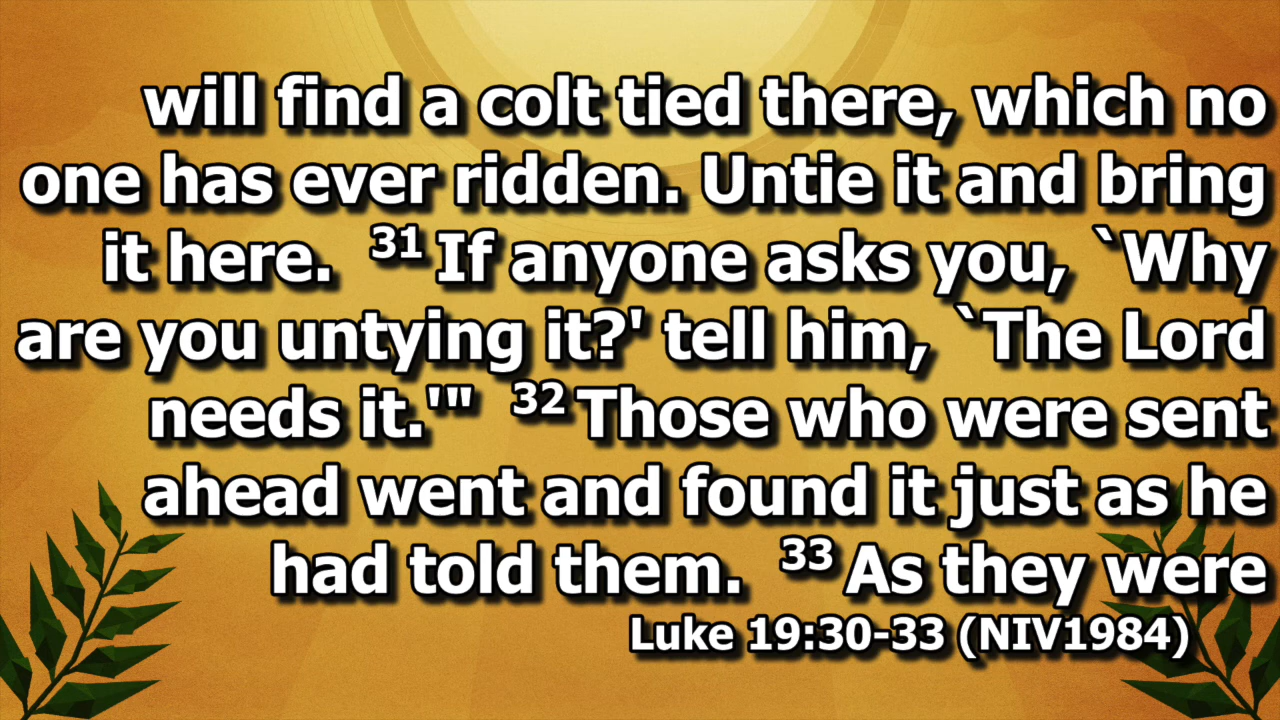 will find a colt tied there, which no
one has ever ridden. Untie it and bring
it here. 31 If anyone asks you, `Why
are you untying it?' tell him, `The Lord
needs it.'" 32 Those who were sent
ahead went and found it just as he
had told them. 33 As they were
Luke 19:30-33 (NIV1984)